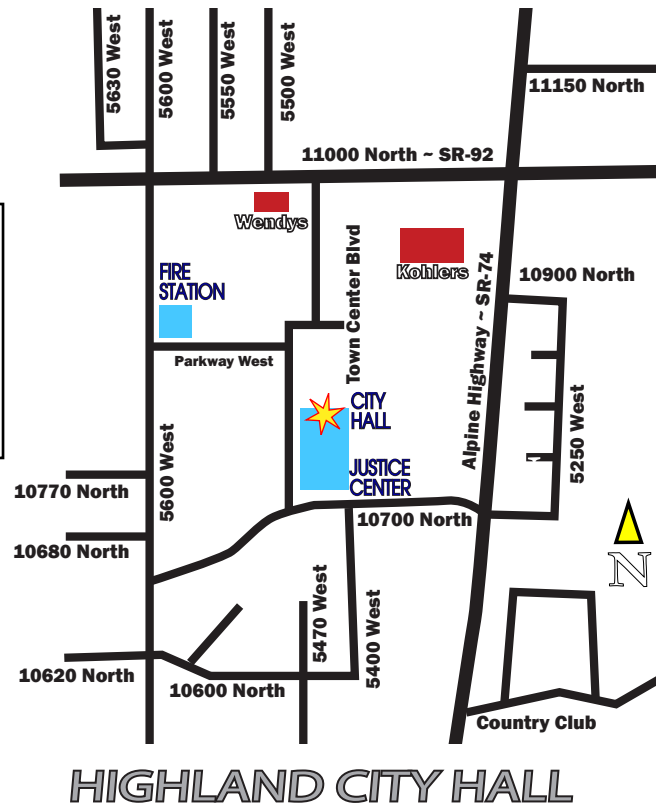 5630 West
5600 West
5550 West
5500 West
11150 North
11000 North ~ SR-92
Wendys
Town Center Blvd
Kohlers
FIRE
STATION
10900 North
Alpine Highway ~ SR-74
Parkway West
CITY
HALL
5250 West
5600 West
JUSTICE
CENTER
10770 North
10700 North
10680 North
N
5470 West
5400 West
10620 North
10600 North
Country Club
HIGHLAND CITY HALL